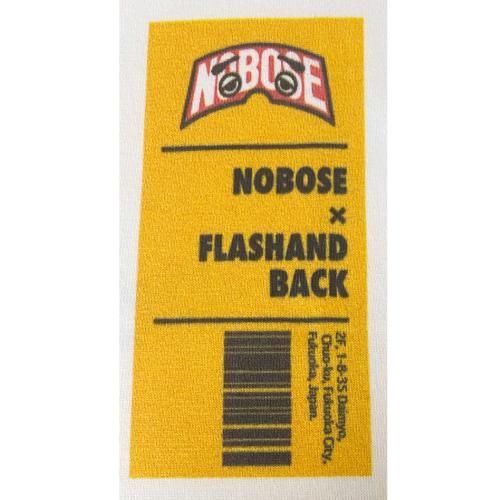 NOBOSE
NOBOSE
×
FLASHAND
BACK
2F, 1-8-35 Daimyo,
Chuo-ku, Fukuoka City,
Fukuoka, Japan.